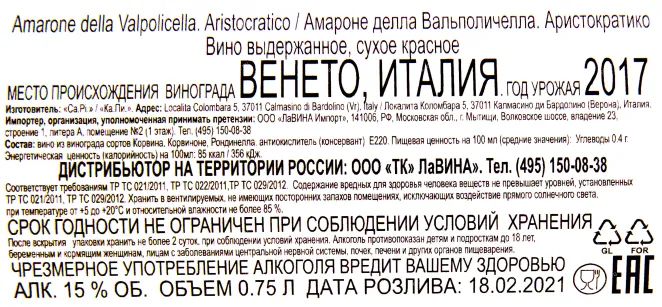 Amarone della Valpolicella. Aristocratico / Амароне делла Вальполичелла. Аристократико
Вино выдержанное, сухое красное
МЕСТО ПРОИСХОЖДЕНИЯ ВИНОГРАДА ВЕНЕТО, ИТАЛИЯ. ГОД УРОЖАЯ 2017
Изготовитель: «Ca.Pi.» / «Ка.Пи.». Адрес: Localita Colombara 5, 37011 Calmasino di Bardolino (Vr), Italy / Локалита Коломбара 5, 37011 Калмасино ди Бардолино (Верона), Италия.
Импортер, организация, уполномоченная принимать претензии: ООО «ЛаВИНА Импорт», 141006, РФ, Московская обл., г. Мытищи, Волковское шоссе, владение 23,
строение 1, литера А, помещение №2 (1 этаж). Тел. (495) 150-08-38
Состав: вино из винограда сортов Корвина, Корвиноне, Рондинелла, антиокислитель (консервант) Е220. Пищевая ценность на 100 мл (средние значения): Углеводы 0.4 г.
Энергетическая ценность (калорийность) на 100мл: 85 ккал / 356 кДж.
ДИСТРИБЬЮТОР НА ТЕРРИТОРИИ РОССИИ: ООО «ТК» ЛаВИНА». Тел. (495) 150-08-38
Соответствует требованиям ТР ТС 021/2011, ТР ТС 022/2011,ТР ТС 029/2012. Содержание вредных для здоровья человека веществ не превышает уровней, установленных
ТР ТС 021/2011, ТР ТС 029/2012. Хранить в вентилируемых, не имеющих посторонних запахов помещениях, исключающих воздействие прямого солнечного света.
при температуре от +5 до +20°С и относительной влажности не более 85 %.
СРОК ГОДНОСТИ НЕ ОГРАНИЧЕН ПРИ СОБЛЮДЕНИИ УСЛОВИЙ ХРАНЕНИЯ
После вскрытия упаковки хранить не более 2 суток, при соблюдении условий хранения. Алкоголь противопоказан детям и подросткам до 18 лет,
беременным и кормящим женщинам, лицам с заболеваниями центральной нервной системы, почек, печени и других органов пищеварения.
GL FOR
ЧРЕЗМЕРНОЕ УПОТРЕБЛЕНИЕ АЛКОГОЛЯ ВРЕДИТ ВАШЕМУ ЗДОРОВЬЮ
АЛК. 15 % ОБ. ОБЪЕМ 0.75 Л ДАТА РОЗЛИВА: 18.02.2021